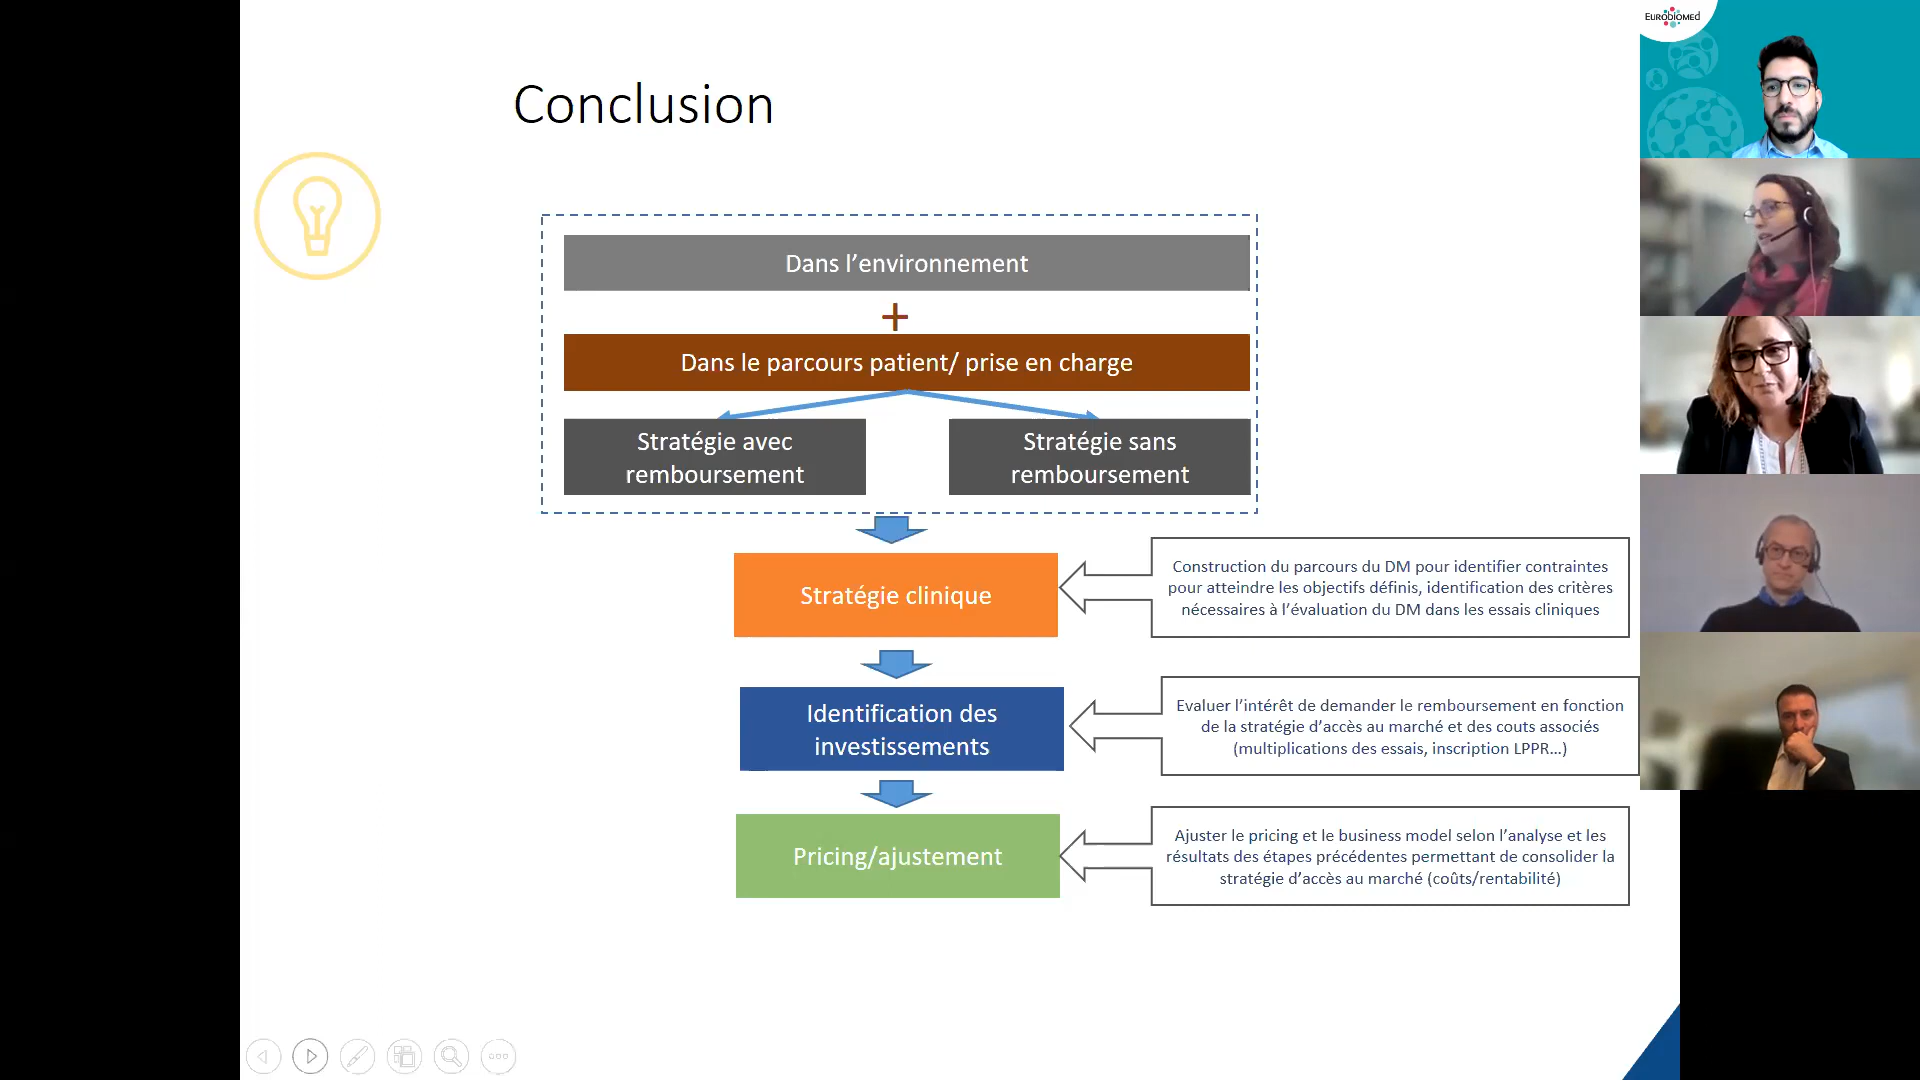 EUROBIOMED
Conclusion
Dans l’environnement
+
Dans le parcours patient/ prise en charge
Stratégie avec
remboursement
Stratégie sans
remboursement
Stratégie clinique
Construction du parcours du DM pour identifier contraintes
pour atteindre les objectifs définis, identification des critères
nécessaires à l’évaluation du DM dans les essais cliniques
Identification des
investissements
Evaluer l’intérêt de demander le remboursement en fonction
de la stratégie d’accès au marché et des couts associés
(multiplications des essais, inscription LPPR...)
Pricing/ajustement
Ajuster le pricing et le business model selon l’analyse et les
résultats des étapes précédentes permettant de consolider la
stratégie d’accès au marché (coûts/rentabilité)